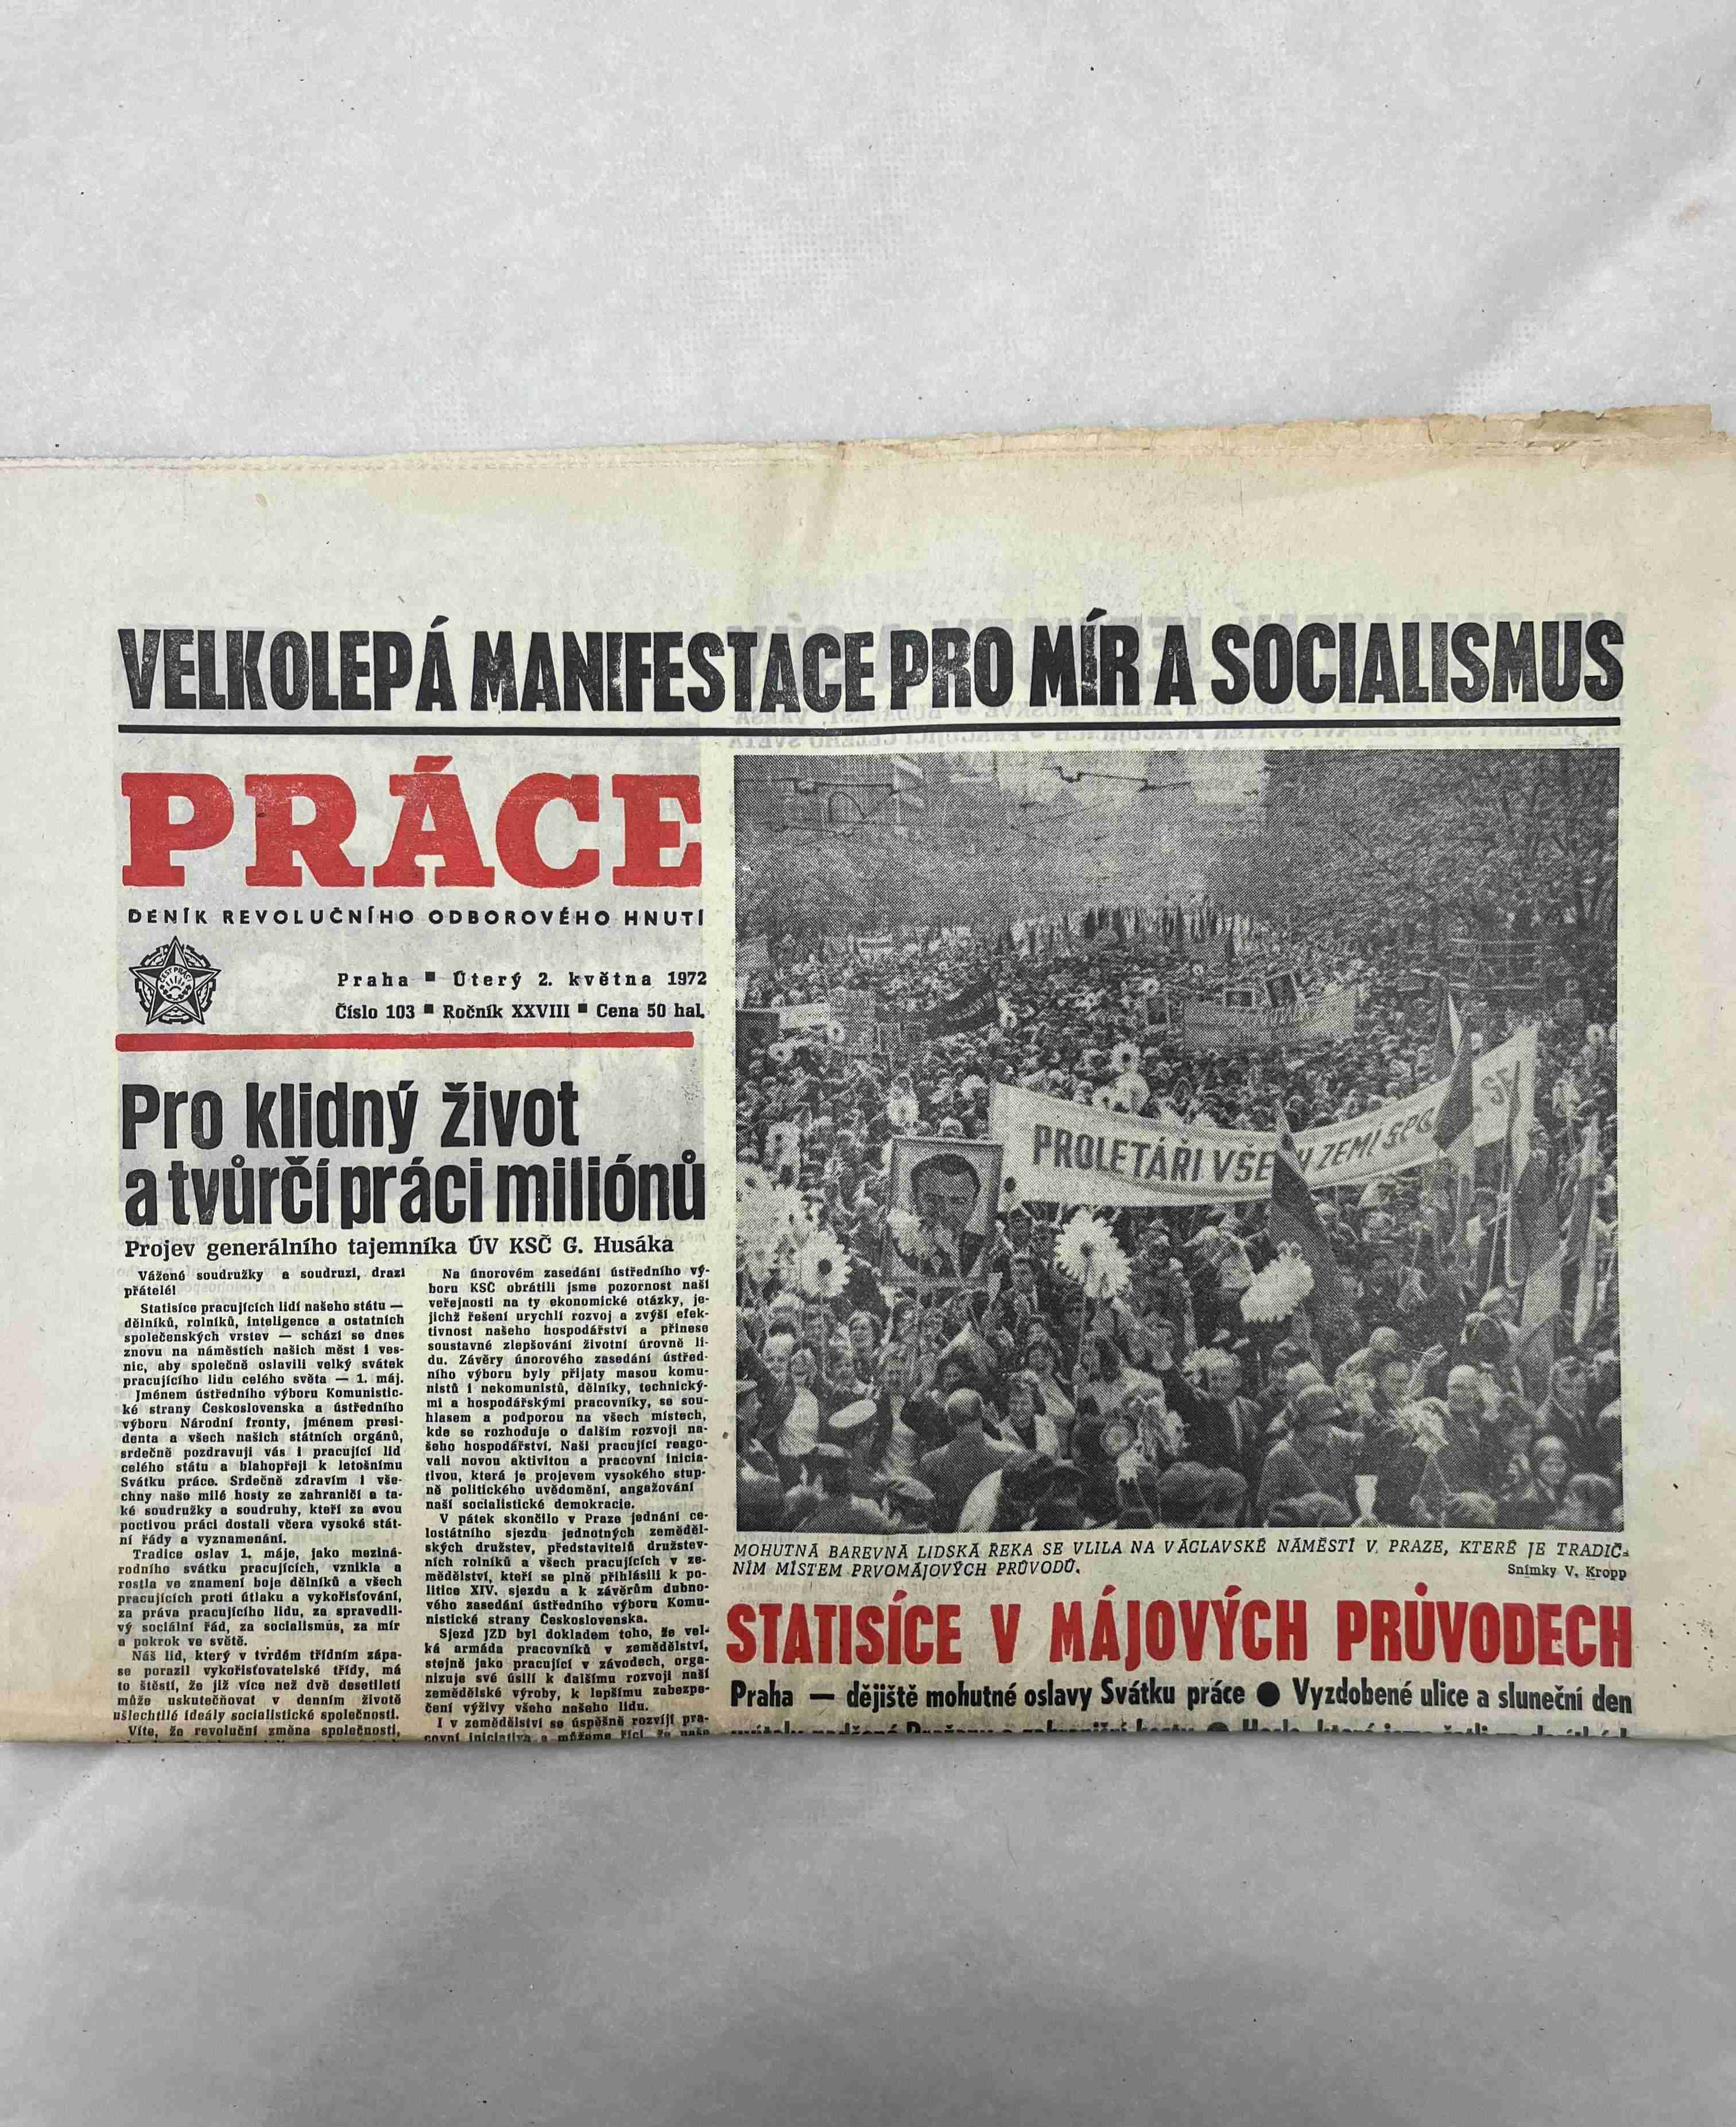 VELKOLEPÁ MANIFESTACE PRO MÍR A SOCIALISMUS
PRÁCE
DENÍK REVOLUČNÍHO ODBOROVÉHO HNUTÍ
Praha ■ Úterý 2. května 1972
Číslo 103 ■ Ročník XXVIII ■ Cena 50 hal.
Pro klidný život
a tvůrčí práci miliónů
Projev generálního tajemníka ÚV KSČ G. Husáka
Vážené soudružky a soudruzi, drazí
přátelé!
Statisíce pracujících lidí našeho státu —
dělníků, rolníků, inteligence a ostatních
společenských vrstev — schází se dnes
znovu na náměstích našich měst i ves-
nic, aby společně oslavili velký svátek
pracujícího lidu celého světa — 1. máj.
Jménem ústředního výboru Komunistic-
ké strany Československa a ústředního
výboru Národní fronty, jménem presi-
denta a všech našich státních orgánů,
srdečně pozdravuji vás i pracující lid
celého státu a blahopřeji k letošnímu
Svátku práce. Srdečně zdravím i vše-
chny naše milé hosty ze zahraničí a ta-
ké soudružky a soudruhy, kteří za svou
poctivou práci dostali včera vysoké stát-
ní řády a vyznamenání.
Tradice oslav 1. máje, jako meziná-
rodního svátku pracujících, vznikla a
rostla ve znamení boje dělníků a všech
pracujících proti útlaku a vykořisťování,
za práva pracujícího lidu, za spravedli-
vý sociální řád, za socialismus, za mír
a pokrok ve světě.
Náš lid, který v tvrdém třídním zápa-
se porazil vykořisťovatelské třídy, má
to štěstí, že již více než dvě desetiletí
může uskutečňovat v denním životě
ušlechtilé ideály socialistické společnosti.
Víte, že revoluční změna společnosti,
Na únorovém zasedání ústředního vý-
boru KSČ obrátili jsme pozornost naší
veřejnosti na ty ekonomické otázky, je-
jichž řešení urychlí rozvoj a zvýší efek-
tivnost našeho hospodářství a přinese
soustavné zlepšování životní úrovně li-
du. Závěry únorového zasedání ústřed-
ního výboru byly přijaty masou komu-
nistů i nekomunistů, dělníky, technický-
mi a hospodářskými pracovníky, se sou-
hlasem a podporou na všech místech,
kde se rozhoduje o dalším rozvoji na-
šeho hospodářství. Naši pracující reago-
vali novou aktivitou a pracovní inicia-
tivou, která je projevem vysokého stup-
ně politického uvědomění, angažování
naší socialistické demokracie.
V pátek skončilo v Praze jednání ce-
lostátního sjezdu jednotných zeměděl-
ských družstev, představitelů družstev-
ních rolníků a všech pracujících v ze-
mědělství, kteří se plně přihlásili k po-
litice XIV. sjezdu a k závěrům dubno-
vého zasedání ústředního výboru Komu-
nistické strany Československa.
Sjezd JZD byl dokladem toho, že vel-
ká armáda pracovníků v zemědělství,
stejně jako pracující v závodech, orga-
nizuje své úsilí k dalšímu rozvoji naší
zemědělské výroby, k lepšímu zabezpe-
čení výživy všeho našeho lidu.
I v zemědělství se úspěšně rozvíjí pra-
covní iniciativa a můžeme říci, že naše
PROLETÁŘI VŠE ZEMÍ SPO SE
MOHUTNÁ BAREVNÁ LIDSKÁ ŘEKA SE VLILA NA VÁCLAVSKÉ NÁMĚSTÍ V PRAZE, KTERÉ JE TRADIČ-
NÍM MÍSTEM PRVOMÁJOVÝCH PRŮVODŮ.
Snímky V. Kropp
STATISÍCE V MÁJOVÝCH PRŮVODECH
Praha — dějiště mohutné oslavy Svátku práce ● Vyzdobené ulice a sluneční den